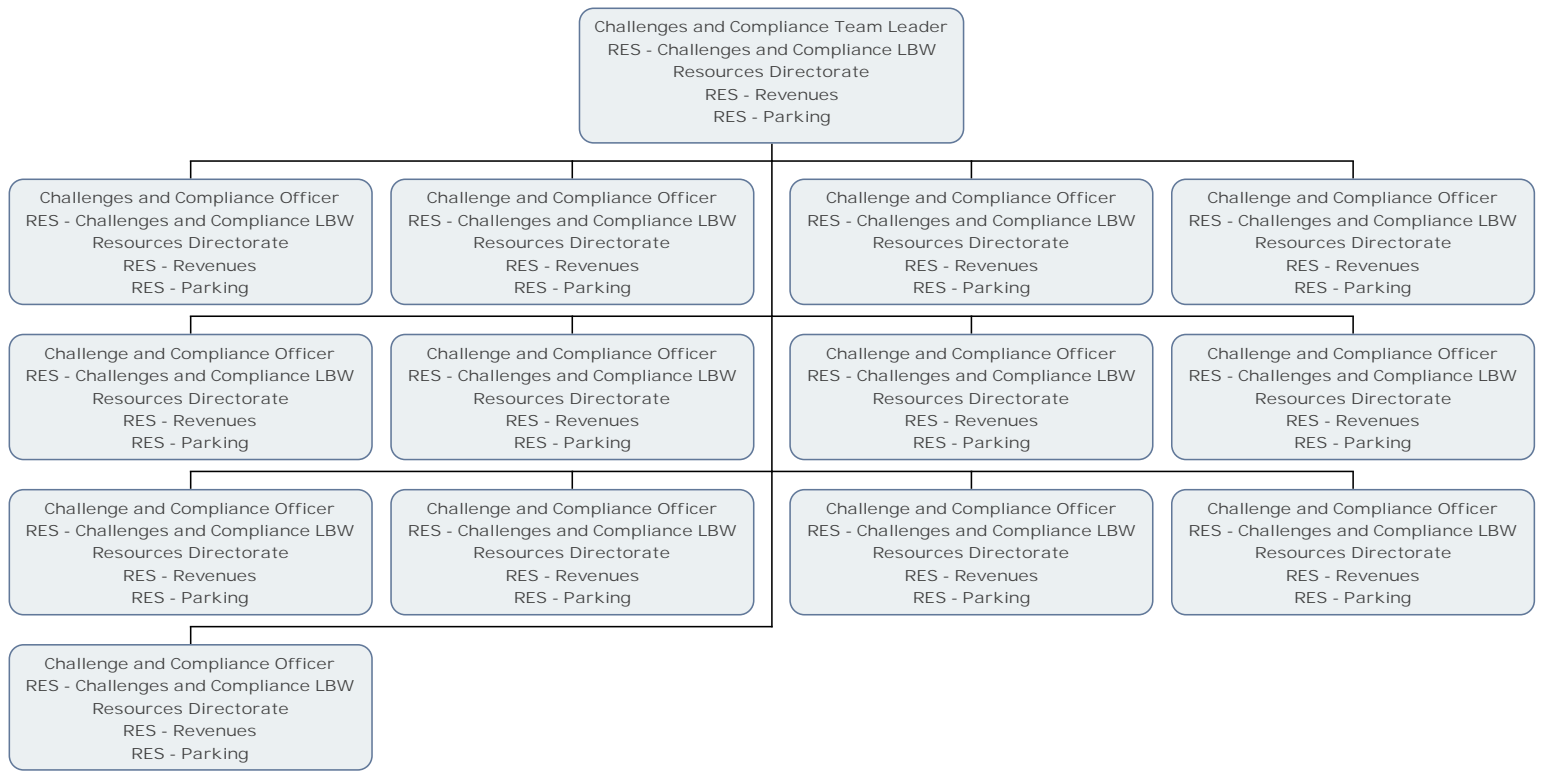 Challenges and Compliance Team Leader
RES - Challenges and Compliance LBW
Resources Directorate
RES - Revenues
RES - Parking
Challenges and Compliance Officer
RES - Challenges and Compliance LBW
Resources Directorate
RES - Revenues
RES - Parking
Challenge and Compliance Officer
RES - Challenges and Compliance LBW
Resources Directorate
RES - Revenues
RES - Parking
Challenge and Compliance Officer
RES - Challenges and Compliance LBW
Resources Directorate
RES - Revenues
RES - Parking
Challenge and Compliance Officer
RES - Challenges and Compliance LBW
Resources Directorate
RES - Revenues
RES - Parking
Challenge and Compliance Officer
RES - Challenges and Compliance LBW
Resources Directorate
RES - Revenues
RES - Parking
Challenge and Compliance Officer
RES - Challenges and Compliance LBW
Resources Directorate
RES - Revenues
RES - Parking
Challenge and Compliance Officer
RES - Challenges and Compliance LBW
Resources Directorate
RES - Revenues
RES - Parking
Challenge and Compliance Officer
RES - Challenges and Compliance LBW
Resources Directorate
RES - Revenues
RES - Parking
Challenge and Compliance Officer
RES - Challenges and Compliance LBW
Resources Directorate
RES - Revenues
RES - Parking
Challenge and Compliance Officer
RES - Challenges and Compliance LBW
Resources Directorate
RES - Revenues
RES - Parking
Challenge and Compliance Officer
RES - Challenges and Compliance LBW
Resources Directorate
RES - Revenues
RES - Parking
Challenge and Compliance Officer
RES - Challenges and Compliance LBW
Resources Directorate
RES - Revenues
RES - Parking
Challenge and Compliance Officer
RES - Challenges and Compliance LBW
Resources Directorate
RES - Revenues
RES - Parking